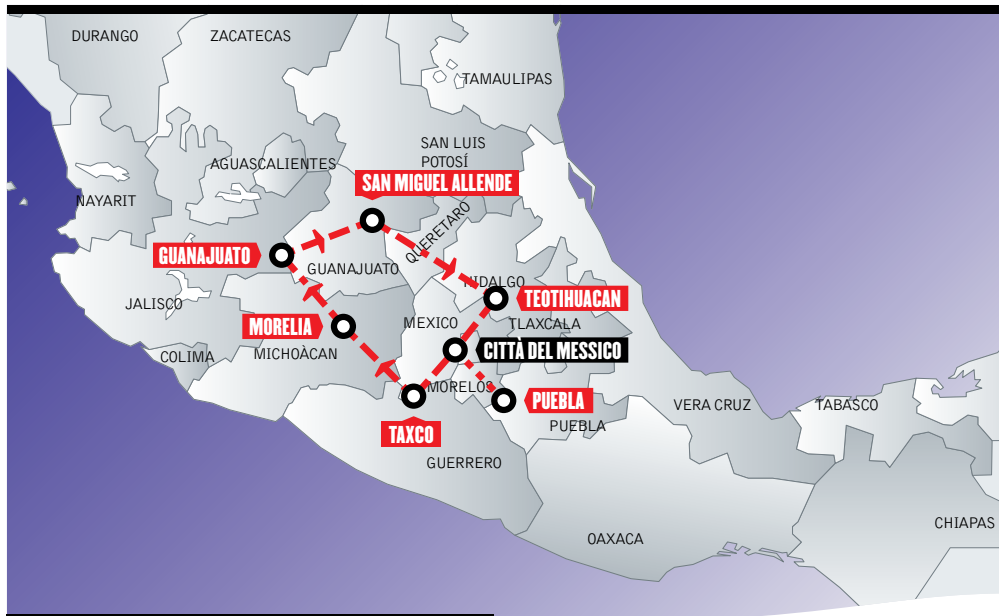 DURANGO
ZACATECAS
TAMAULIPAS
SAN LUIS
POTOSÍ
AGUASCALIENTES
SAN MIGUEL ALLENDE
NAYARIT
QUERETARO
GUANAJUATO
GUANAJUATO
HIDALGO
JALISCO
TEOTIHUACAN
MORELIA
MEXICO
TLAXCALA
COLIMA
MICHOÀCAN
CITTÀ DEL MESSICO
MORELOS
PUEBLA
VERA CRUZ
TABASCO
TAXCO
PUEBLA
GUERRERO
OAXACA
CHIAPAS